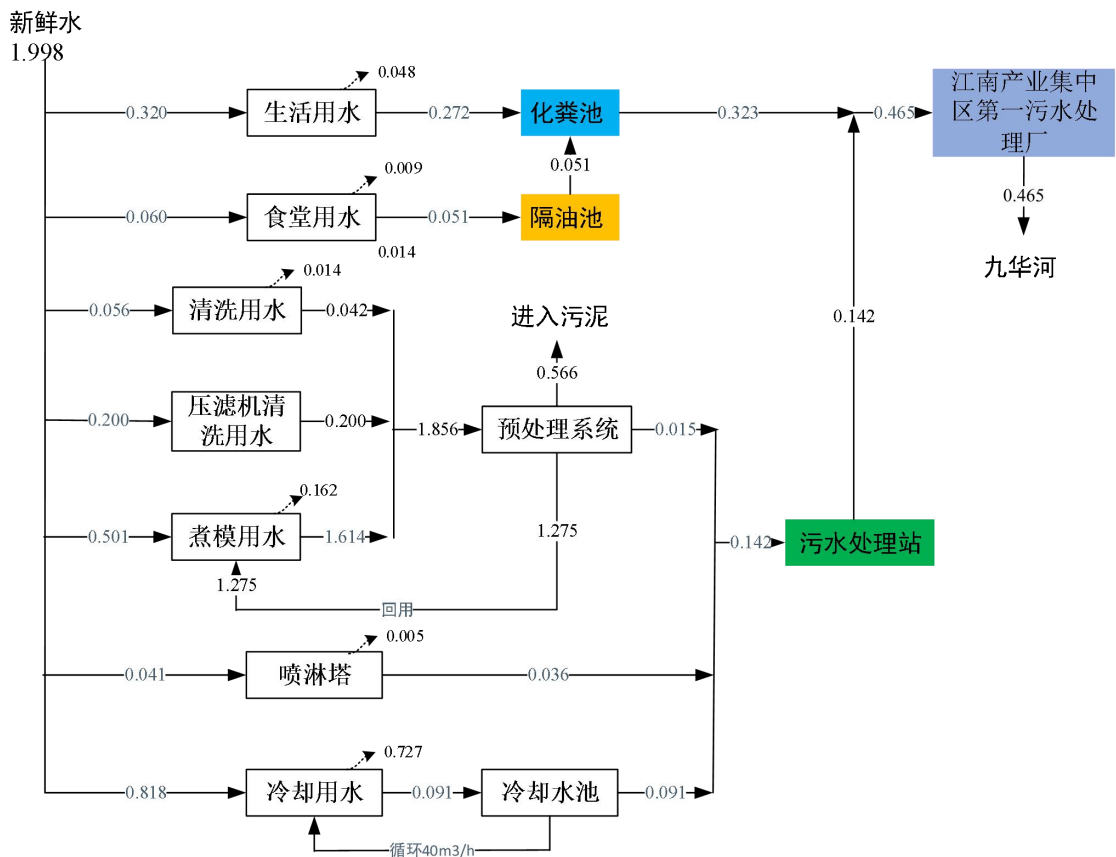 新鲜水
1.998
0.048
0.320
生活用水
0.272
化粪池
0.323
0.465
江南产业集中
区第一污水处
理厂
0.051
0.009
0.060
食堂用水
0.051
隔油池
0.465
0.014
九华河
0.014
0.056
清洗用水
0.042
进入污泥
0.142
0.566
0.200
压滤机清
洗用水
0.200
1.856
预处理系统
0.015
0.162
0.501
煮模用水
1.614
1.275
0.142
污水处理站
1.275
回用
0.005
0.041
喷淋塔
0.036
0.727
0.818
冷却用水
0.091
冷却水池
0.091
循环40m3/h